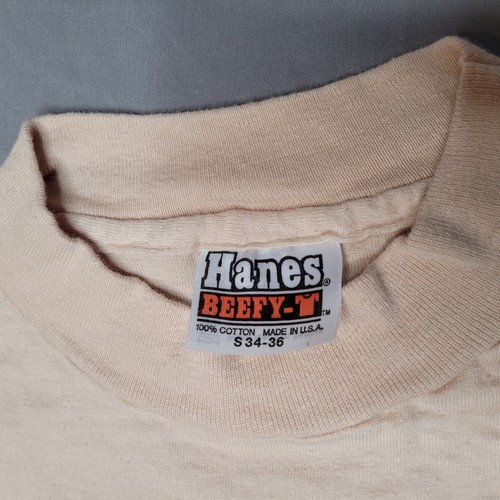 Hanes®
BEEFY-T™
100% COTTON MADE IN U.S.A.
S 34-36